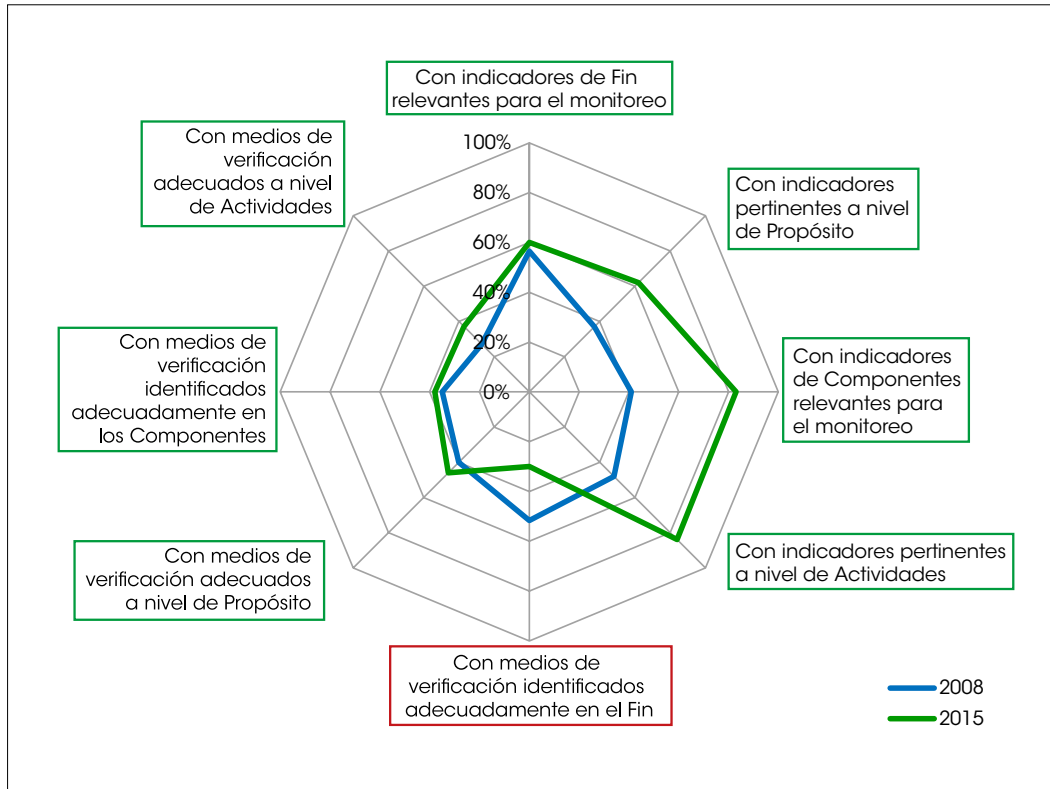 Con indicadores de Fin
relevantes para el monitoreo
Con medios de
verificación
adecuados a nivel
de Actividades
100%
80%
60%
40%
20%
0%
Con indicadores
pertinentes a nivel
de Propósito
Con medios de
verificación
identificados
adecuadamente en
los Componentes
Con indicadores
de Componentes
relevantes para
el monitoreo
Con medios de
verificación adecuados
a nivel de Propósito
Con indicadores pertinentes
a nivel de Actividades
Con medios de
verificación identificados
adecuadamente en el Fin
2008
2015